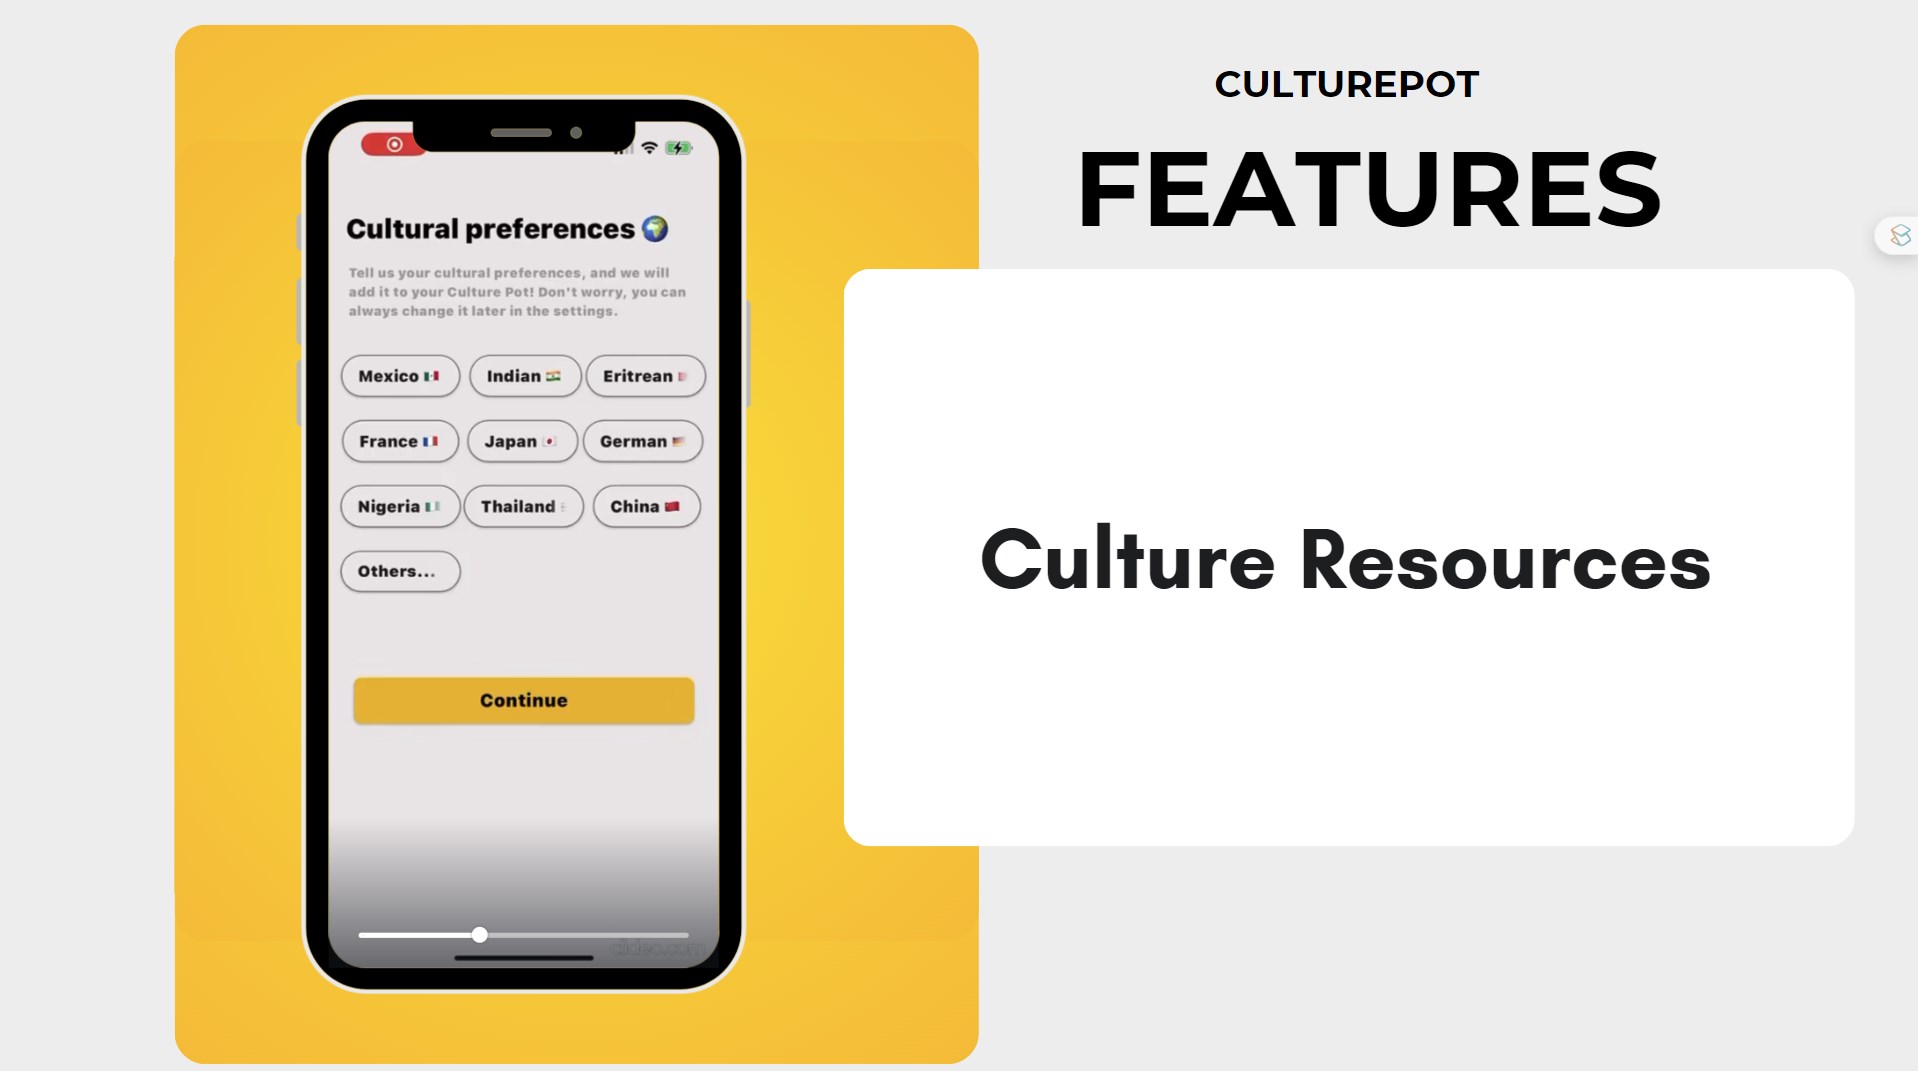 CULTUREPOT
FEATURES
Cultural preferences
Tell us your cultural preferences, and we will
add it to your Culture Pot! Don't worry, you can
always change it later in the settings.
Mexico
Indian
Eritrean
France
Japan
German
Nigeria
Thailand
China
Others...
Continue
clideo.com
Culture Resources